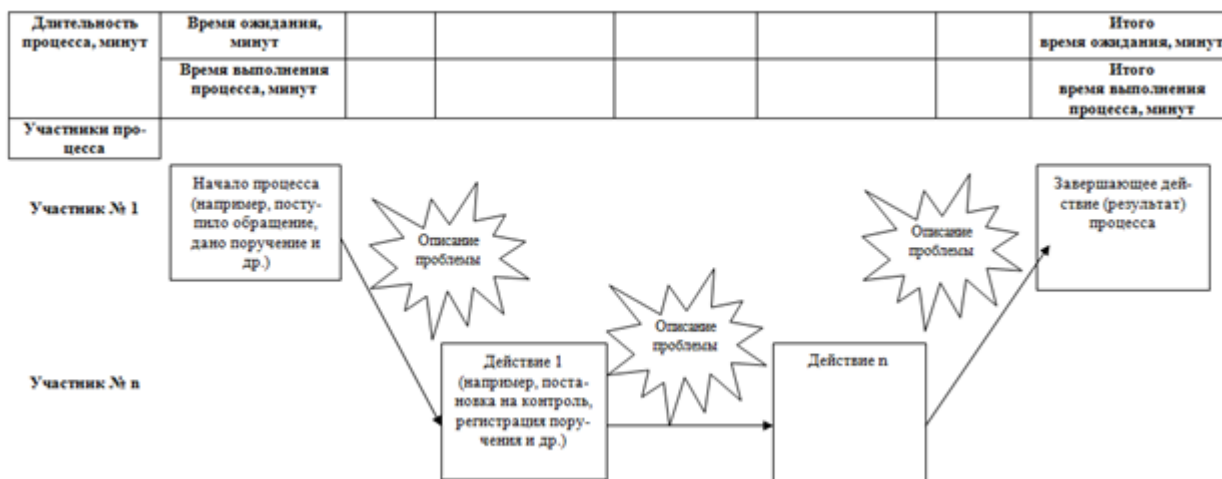 Длительность
процесса, минут
Время ожидания,
минут
Итого
время ожидания, минут
Время выполнения
процесса, минут
Итого
время выполнения
процесса, минут
Участники про-
цесса
Участник № 1
Начало процесса
(например, посту-
пило обращение,
дано поручение и
др.)
Описание
проблемы
Описание
проблемы
Завершающее дей-
ствие (результат)
процесса
Описание
проблемы
Участник № n
Действие 1
(например, поста-
новка на контроль,
регистрация пору-
чения и др.)
Действие n